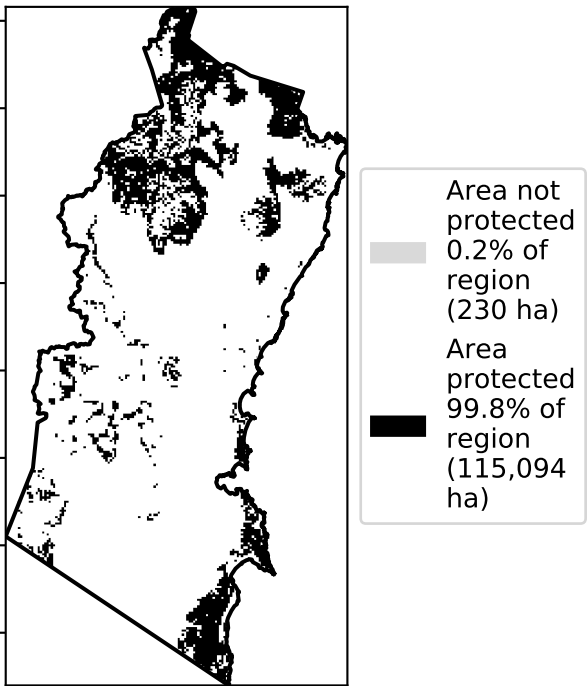 Area not
protected
0.2% of
region
(230 ha)
Area
protected
99.8% of
region
(115,094
ha)